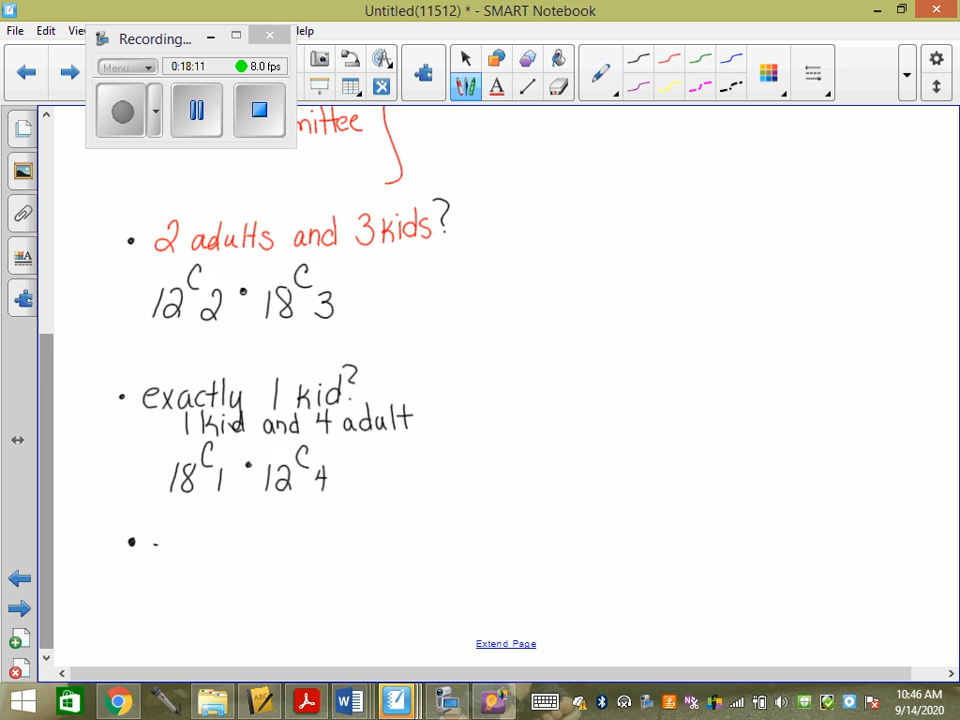 Untitled(11512) * - SMART Notebook
File Edit elp
Recording...
Menu 0:18:11 8.0 fps
mittee
• 2 adults and 3 kids?
12C2 • 18C3
• exactly 1 kid?
1 kid and 4 adult
18C1 • 12C4
•
Extend Page
10:46 AM
9/14/2020